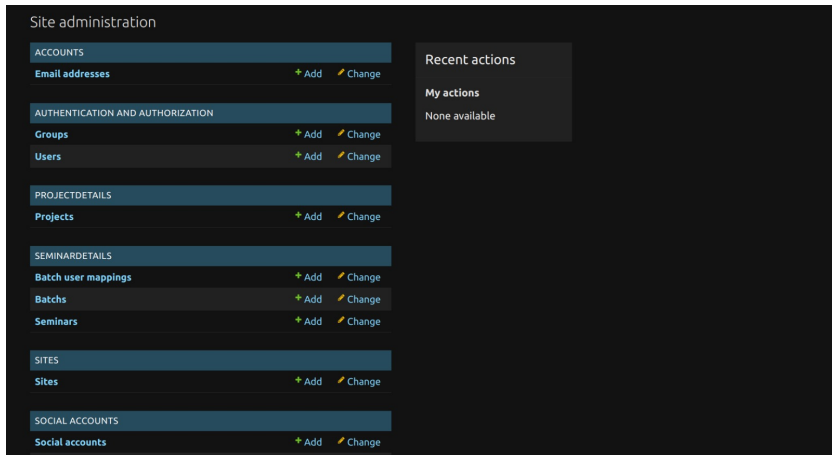 Site administration
ACCOUNTS
Email addresses + Add Change
AUTHENTICATION AND AUTHORIZATION
Groups + Add Change
Users + Add Change
PROJECTDETAILS
Projects + Add Change
SEMINARDETAILS
Batch user mappings + Add Change
Batchs + Add Change
Seminars + Add Change
SITES
Sites + Add Change
SOCIAL ACCOUNTS
Social accounts + Add Change
Recent actions
My actions
None available